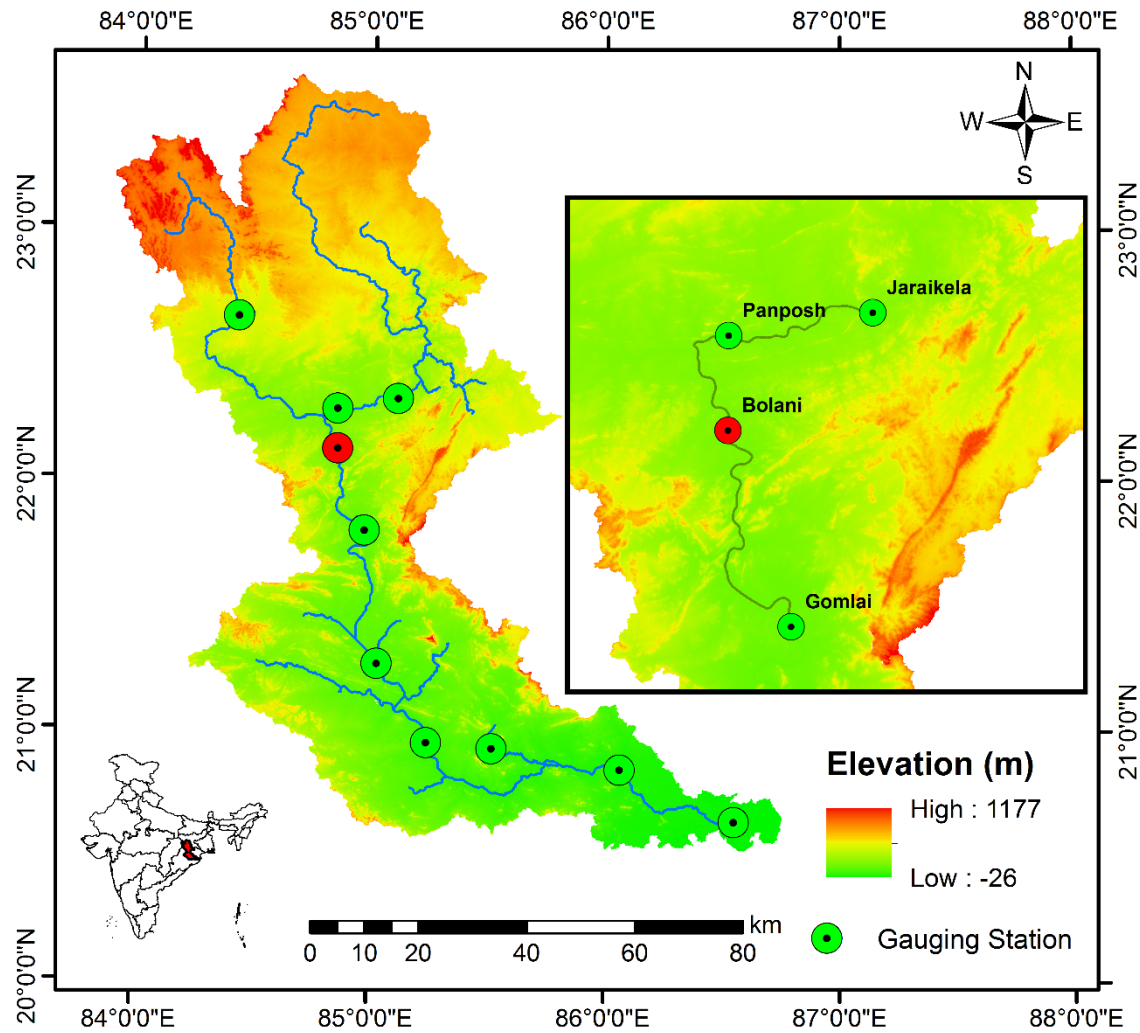 84°0'0"E 85°0'0"E 86°0'0"E 87°0'0"E 88°0'0"E
N
W E
S
23°0'0"N
22°0'0"N
21°0'0"N
20°0'0"N
Jaraikela
Panposh
Bolani
Gomlai
23°0'0"N
22°0'0"N
21°0'0"N
20°0'0"N
Elevation (m)
High : 1177
Low : -26
Gauging Station
km
0 10 20 40 60 80
84°0'0"E 85°0'0"E 86°0'0"E 87°0'0"E 88°0'0"E